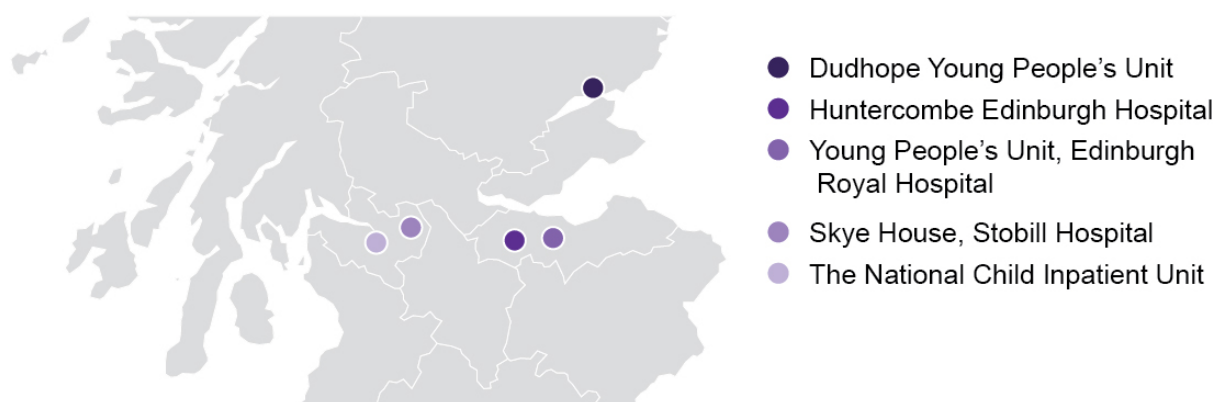 Dudhope Young People’s Unit
Huntercombe Edinburgh Hospital
Young People’s Unit, Edinburgh
Royal Hospital
Skye House, Stobill Hospital
The National Child Inpatient Unit